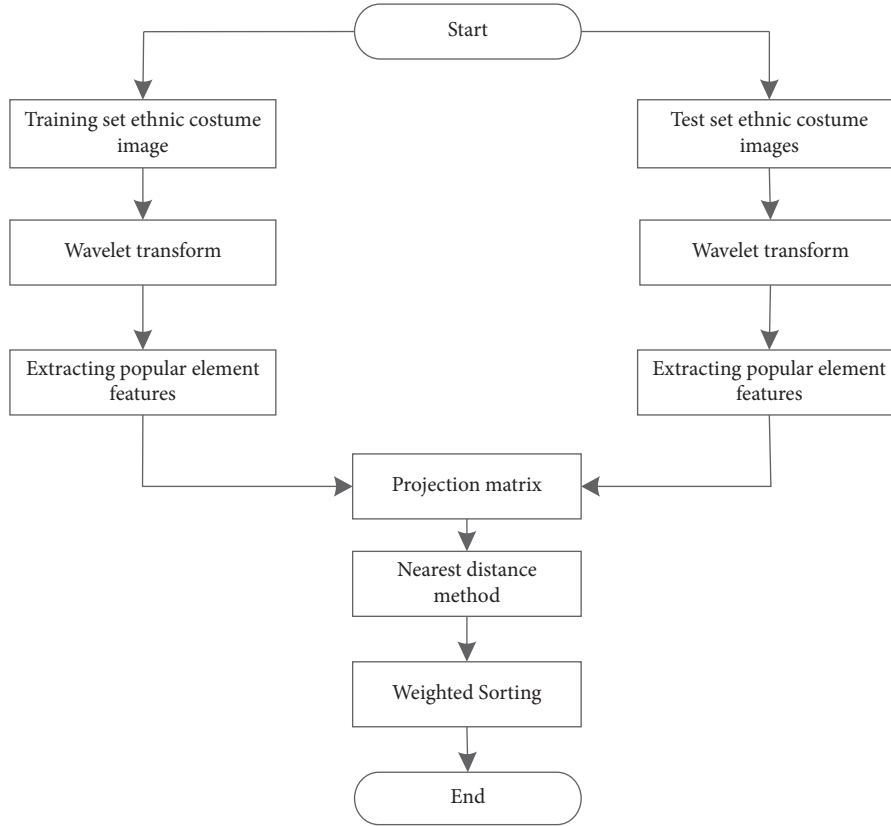 Start
Training set ethnic costume
image
Test set ethnic costume
images
Wavelet transform
Wavelet transform
Extracting popular element
features
Extracting popular element
features
Projection matrix
Nearest distance
method
Weighted Sorting
End